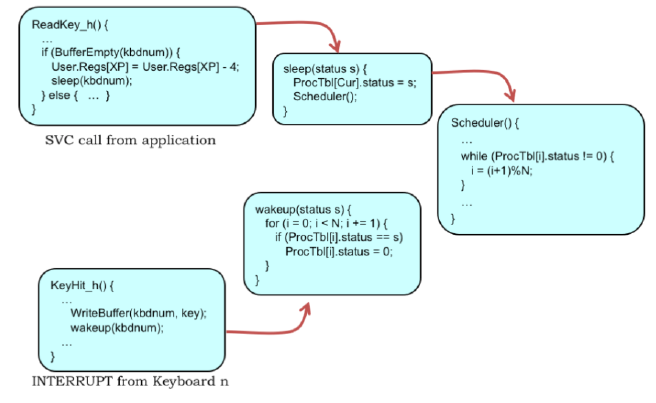 ReadKey_h() {
…
if (BufferEmpty(kbdnum)) {
User.Regs[XP] = User.Regs[XP] - 4;
sleep(kbdnum);
} else { … }
}
SVC call from application
sleep(status s) {
ProcTbl[Cur].status = s;
Scheduler();
}
Scheduler() {
…
while (ProcTbl[i].status != 0) {
i = (i+1)%N;
}
…
}
wakeup(status s) {
for (i = 0; i < N; i += 1) {
if (ProcTbl[i].status == s)
ProcTbl[i].status = 0;
}
}
KeyHit_h() {
…
WriteBuffer(kbdnum, key);
wakeup(kbdnum);
…
}
INTERRUPT from Keyboard n